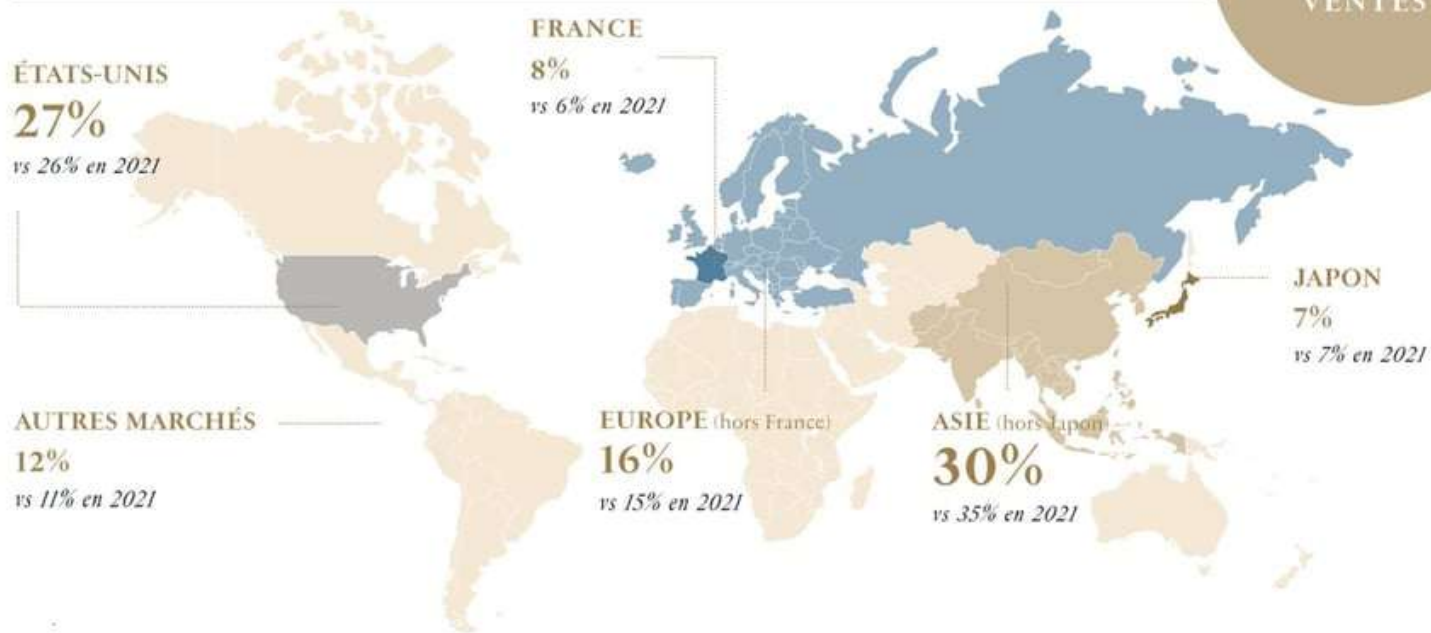 VENTES
FRANCE
8%
vs 6% en 2021
ÉTATS-UNIS
27%
vs 26% en 2021
JAPON
7%
vs 7% en 2021
AUTRES MARCHÉS
12%
vs 11% en 2021
EUROPE (hors France)
16%
vs 15% en 2021
ASIE (hors Japon)
30%
vs 35% en 2021